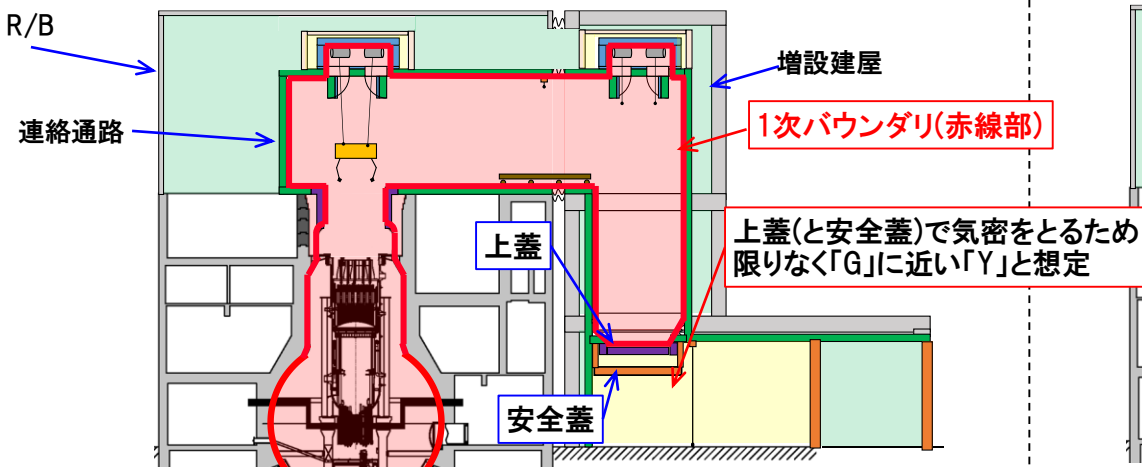 R/B
増設建屋
連絡通路
1次バウンダリ(赤線部)
上蓋
上蓋(と安全蓋)で気密をとるため
限りなく「G」に近い「Y」と想定
安全蓋